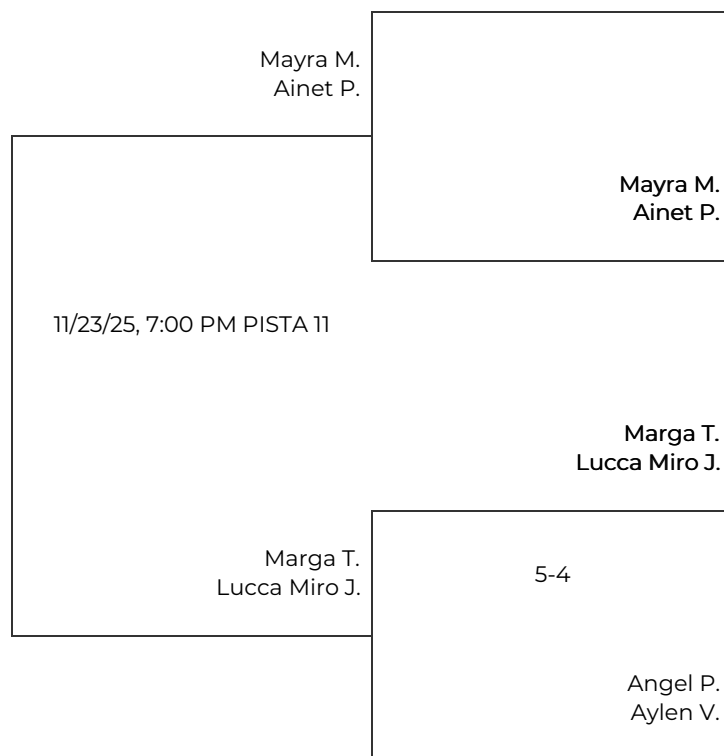 Mayra M.
Ainet P.
Mayra M.
Ainet P.
11/23/25, 7:00 PM PISTA 11
Marga T.
Lucca Miro J.
Marga T.
Lucca Miro J.
5-4
Angel P.
Aylen V.